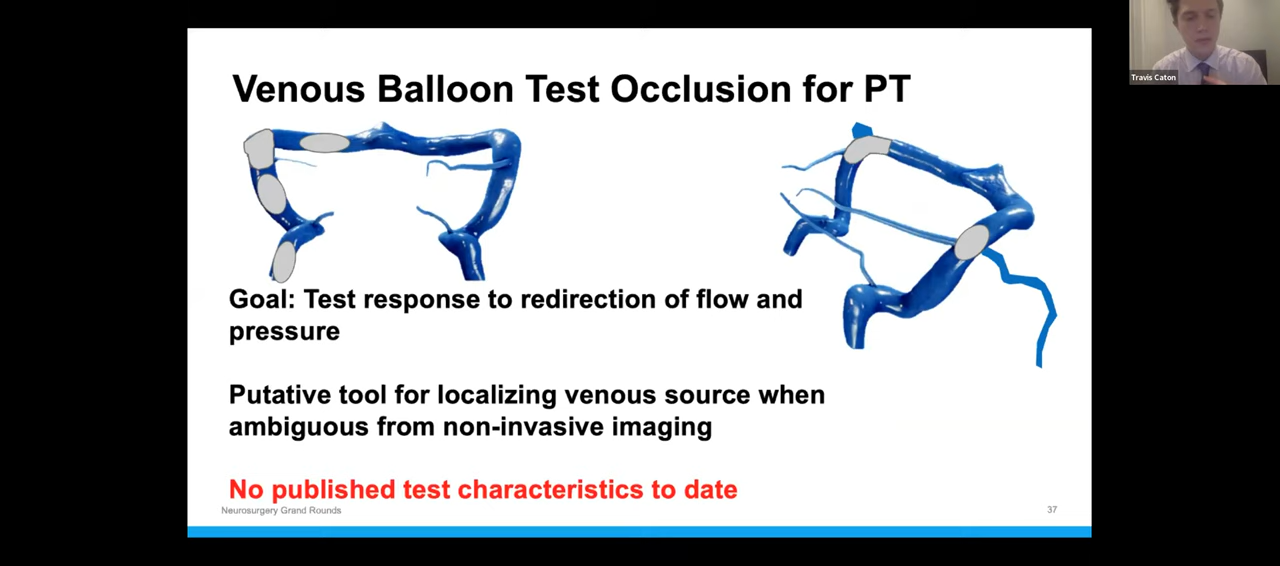 Venous Balloon Test Occlusion for PT
Travis Caton
Goal: Test response to redirection of flow and
pressure
Putative tool for localizing venous source when
ambiguous from non-invasive imaging
No published test characteristics to date
Neurosurgery Grand Rounds
37